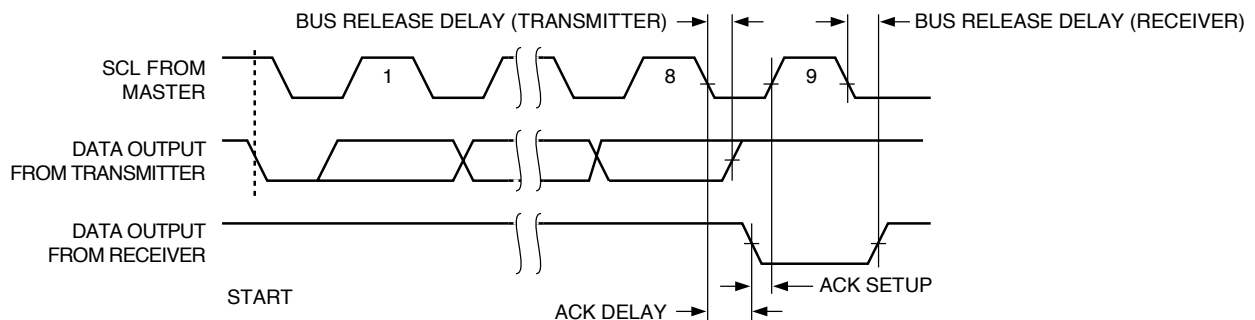 BUS RELEASE DELAY (TRANSMITTER)
BUS RELEASE DELAY (RECEIVER)
SCL FROM
MASTER
1
8
9
DATA OUTPUT
FROM TRANSMITTER
DATA OUTPUT
FROM RECEIVER
START
ACK SETUP
ACK DELAY